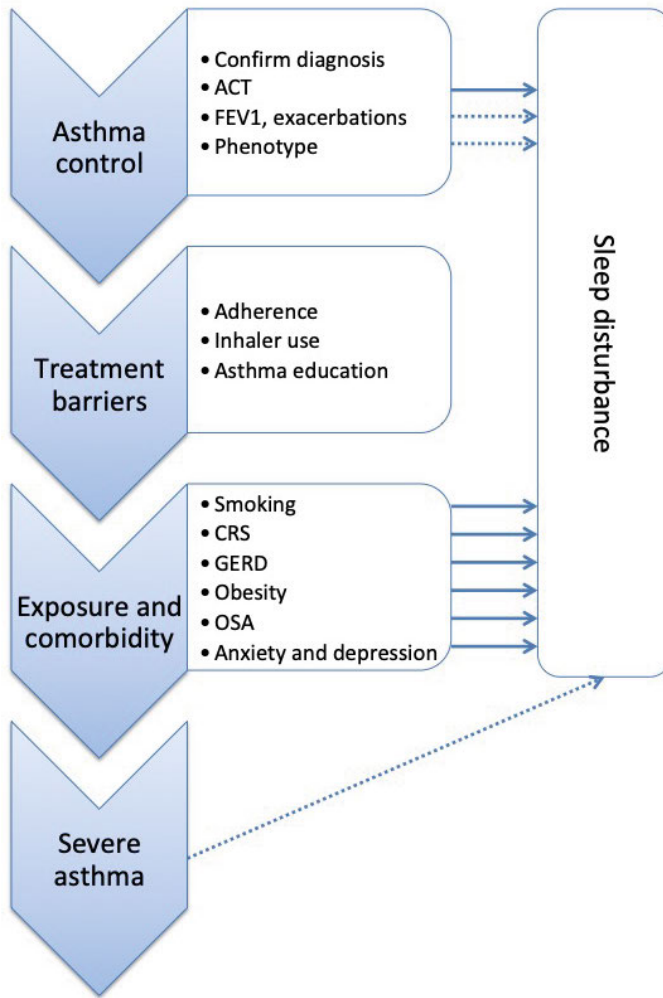 Asthma
control
• Confirm diagnosis
• ACT
• FEV1, exacerbations
• Phenotype
Sleep disturbance
Treatment
barriers
• Adherence
• Inhaler use
• Asthma education
Exposure and
comorbidity
• Smoking
• CRS
• GERD
• Obesity
• OSA
• Anxiety and depression
Severe
asthma